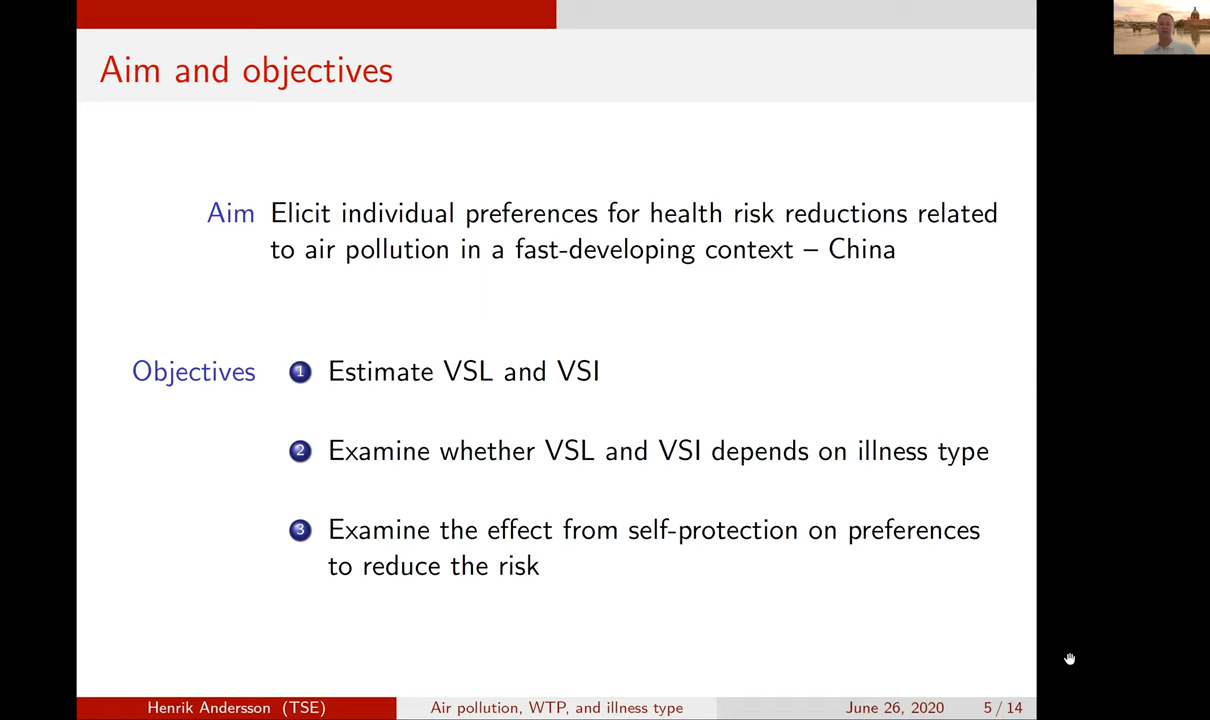 Aim and objectives
Aim Elicit individual preferences for health risk reductions related
to air pollution in a fast-developing context – China
Objectives 1 Estimate VSL and VSI
2 Examine whether VSL and VSI depends on illness type
3 Examine the effect from self-protection on preferences
to reduce the risk
Henrik Andersson (TSE) Air pollution, WTP, and illness type June 26, 2020 5 / 14